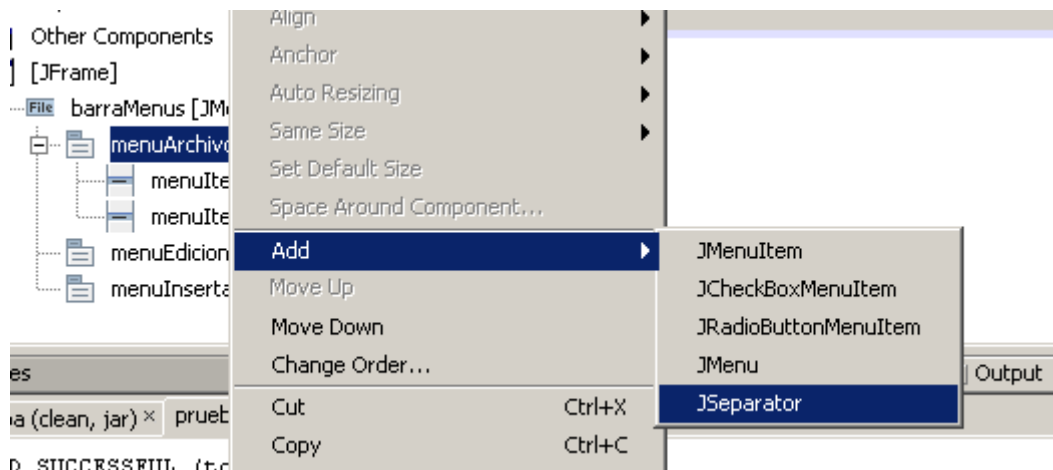 Other Components
[JFrame]
File barraMenus [JM
menuArchivo
menuIte
menuIte
menuEdicion
menuInserta
Align
Anchor
Auto Resizing
Same Size
Set Default Size
Space Around Component...
Add
Move Up
Move Down
Change Order...
Cut Ctrl+X
Copy Ctrl+C
JMenuItem
JCheckBoxMenuItem
JRadioButtonMenuItem
JMenu
JSeparator
es
Output
a (clean, jar) × prueb
D SUCCESSFUL (to